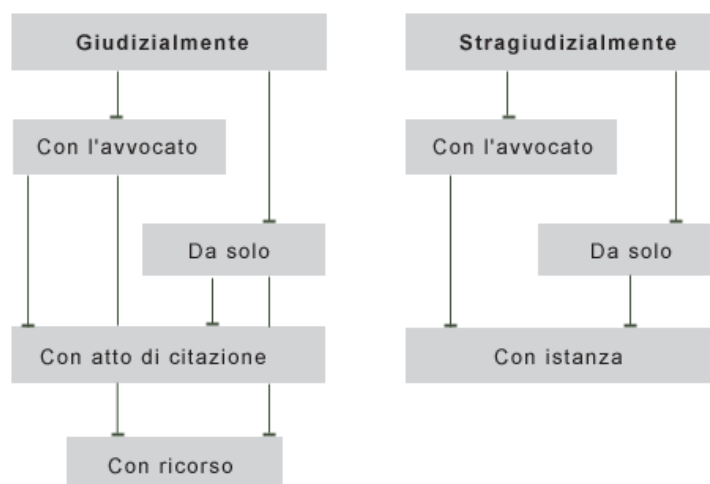 Giudizialmente
Stragiudizialmente
Con l'avvocato
Con l'avvocato
Da solo
Da solo
Con atto di citazione
Con istanza
Con ricorso